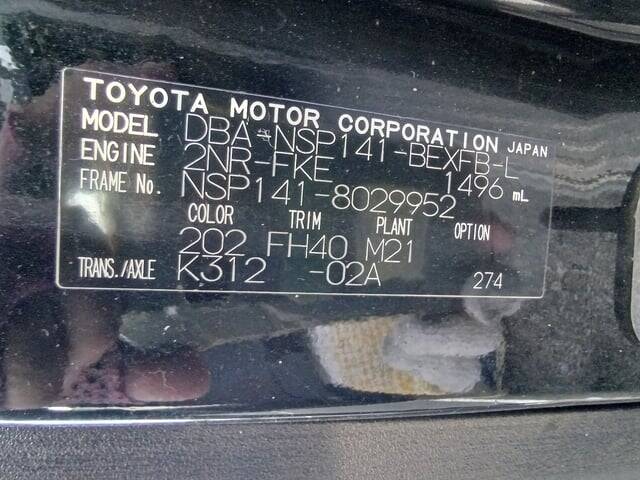 TOYOTA MOTOR CORPORATION JAPAN
MODEL DBA-NSP141-BEXFB-L
ENGINE 2NR-FKE 1496 mL
FRAME No. NSP141-8029952
COLOR TRIM PLANT OPTION
202 FH40 M21
TRANS./AXLE K312 -02A 274